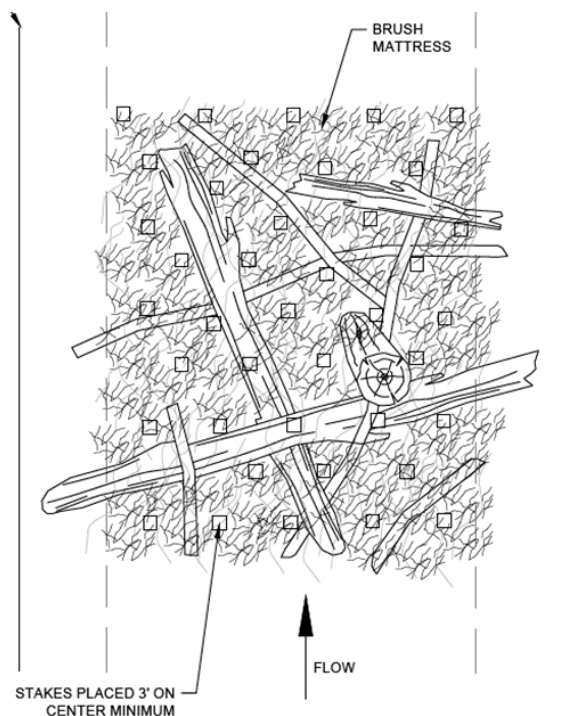 BRUSH
MATTRESS
FLOW
STAKES PLACED 3' ON
CENTER MINIMUM